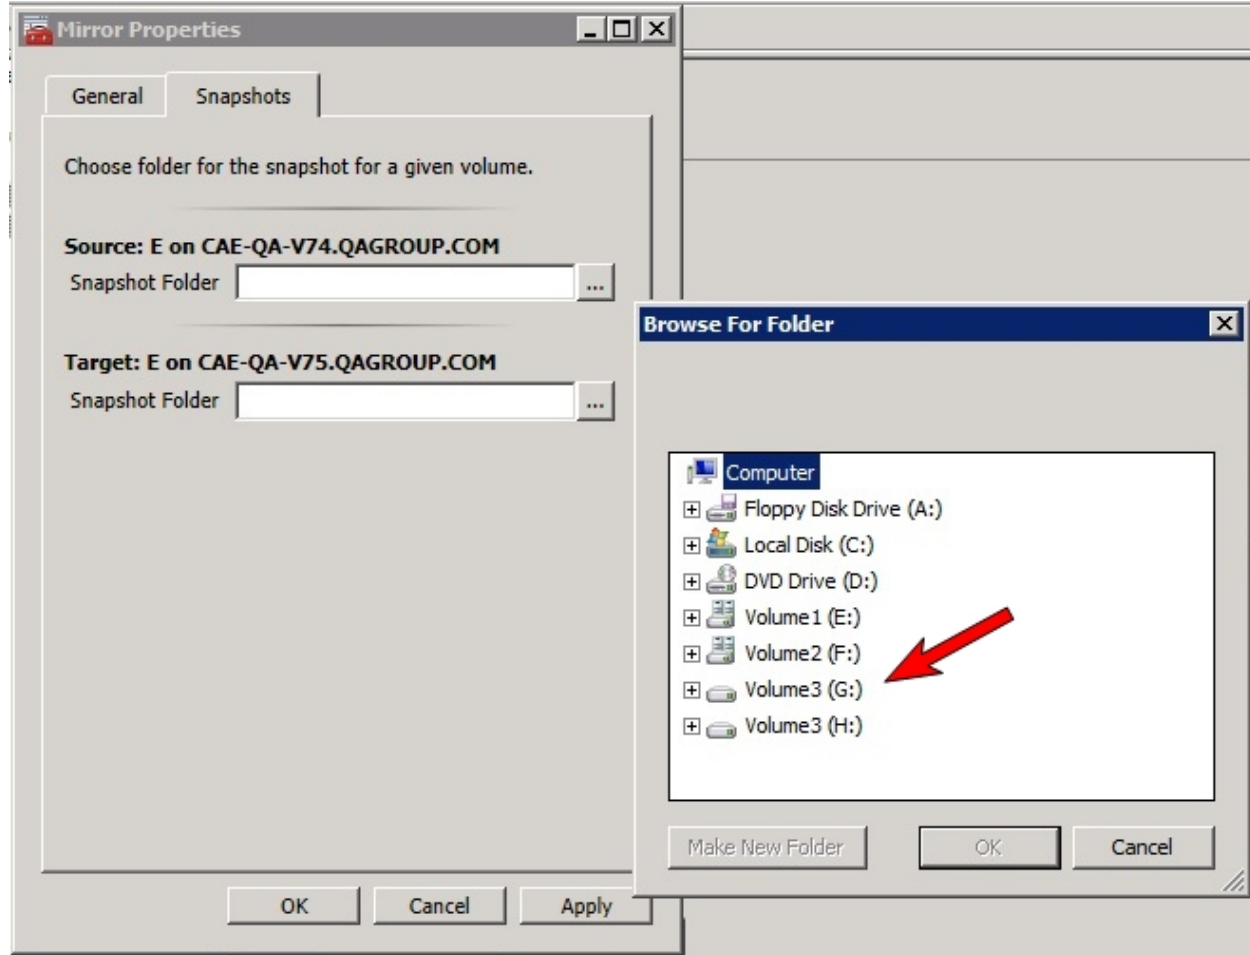 Mirror Properties
General
Snapshots
Choose folder for the snapshot for a given volume.
Source: E on CAE-QA-V74.QAGROUP.COM
Snapshot Folder
...
Target: E on CAE-QA-V75.QAGROUP.COM
Snapshot Folder
...
OK
Cancel
Apply
Browse For Folder
Computer
Floppy Disk Drive (A:)
Local Disk (C:)
DVD Drive (D:)
Volume1 (E:)
Volume2 (F:)
Volume3 (G:)
Volume3 (H:)
Make New Folder
OK
Cancel